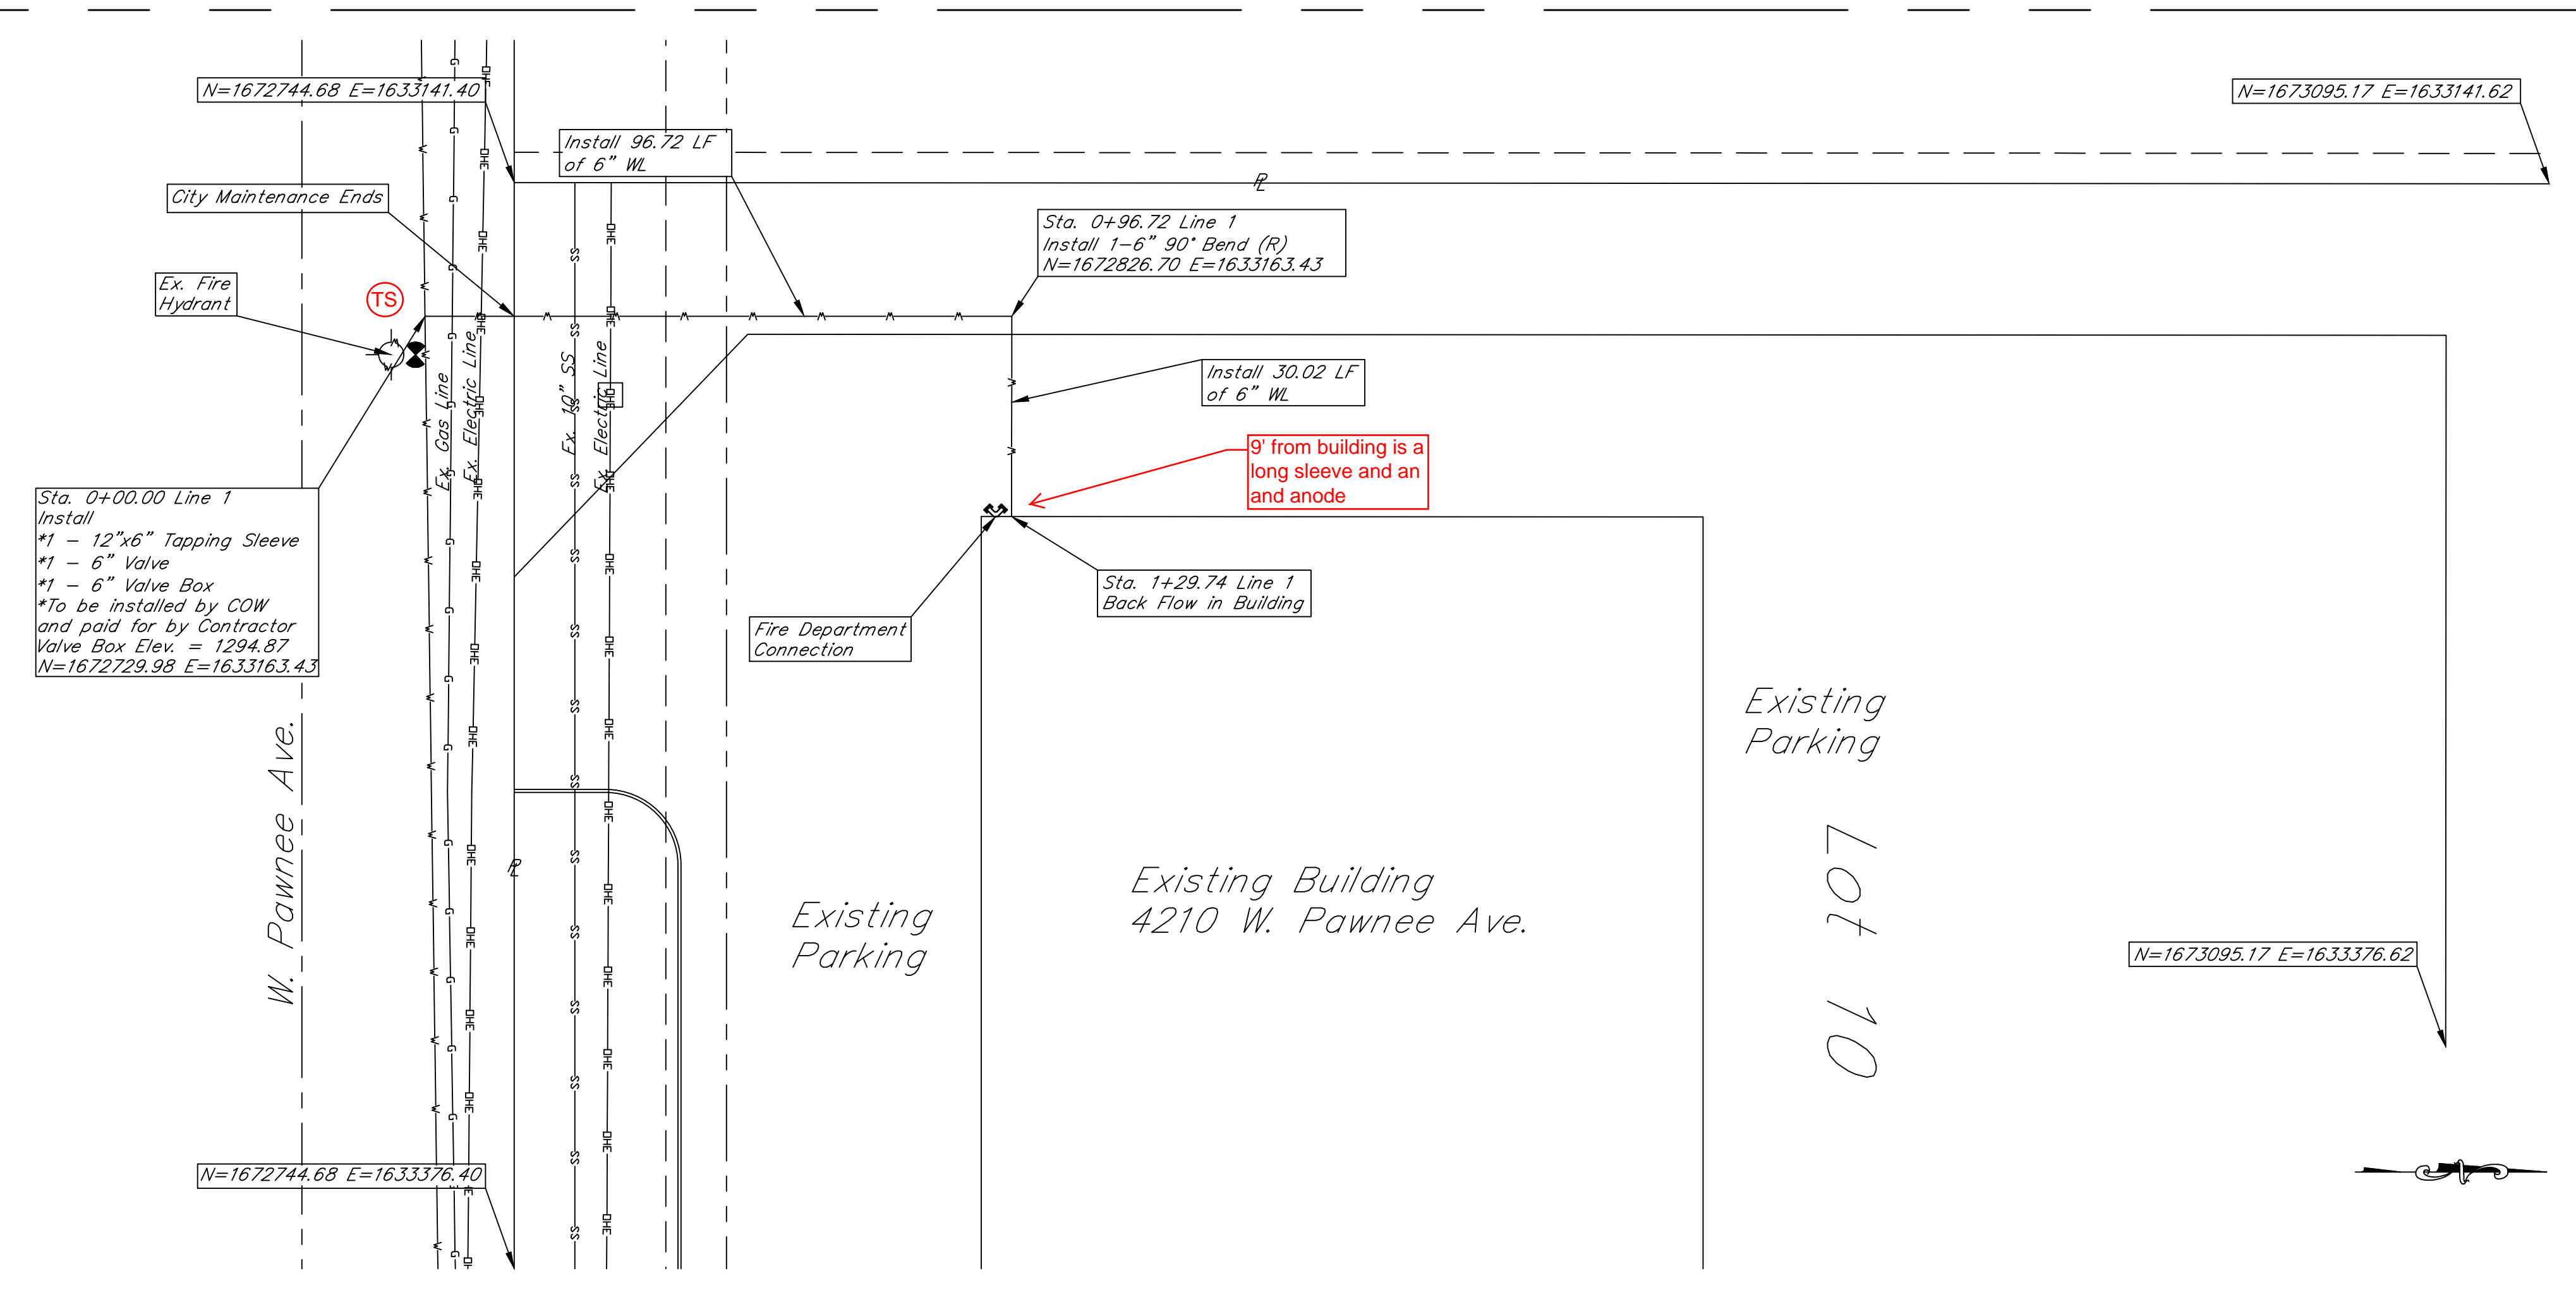 N=1672744.68 E=1633141.40
N=1673095.17 E=1633141.62
Install 96.72 LF
of 6" WL
City Maintenance Ends
Sta. 0+96.72 Line 1
Install 1-6" 90° Bend (R)
N=1672826.70 E=1633163.43
Ex. Fire
Hydrant
TS
Ex. Gas Line
Ex. Electric Line
Ex. 10" SS
Ex. Electric Line
Install 30.02 LF
of 6" WL
9' from building is a
long sleeve and an
and anode
Sta. 0+00.00 Line 1
Install
*1 - 12"x6" Tapping Sleeve
*1 - 6" Valve
*1 - 6" Valve Box
*To be installed by COW
and paid for by Contractor
Valve Box Elev. = 1294.87
N=1672729.98 E=1633163.43
Sta. 1+29.74 Line 1
Back Flow in Building
Fire Department
Connection
W. Pawnee Ave.
Existing
Parking
Existing Building
4210 W. Pawnee Ave.
Existing
Parking
Lot 10
N=1673095.17 E=1633376.62
N=1672744.68 E=1633376.40